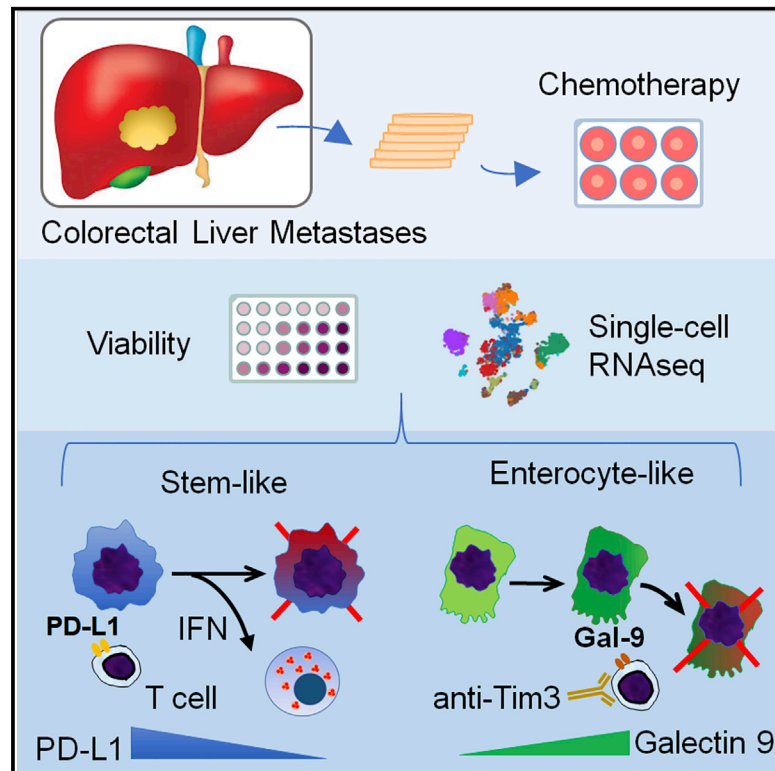 Chemotherapy
Colorectal Liver Metastases
Viability
Single-cell
RNAseq
Stem-like
Enterocyte-like
PD-L1
IFN
T cell
PD-L1
Gal-9
anti-Tim3
Galectin 9